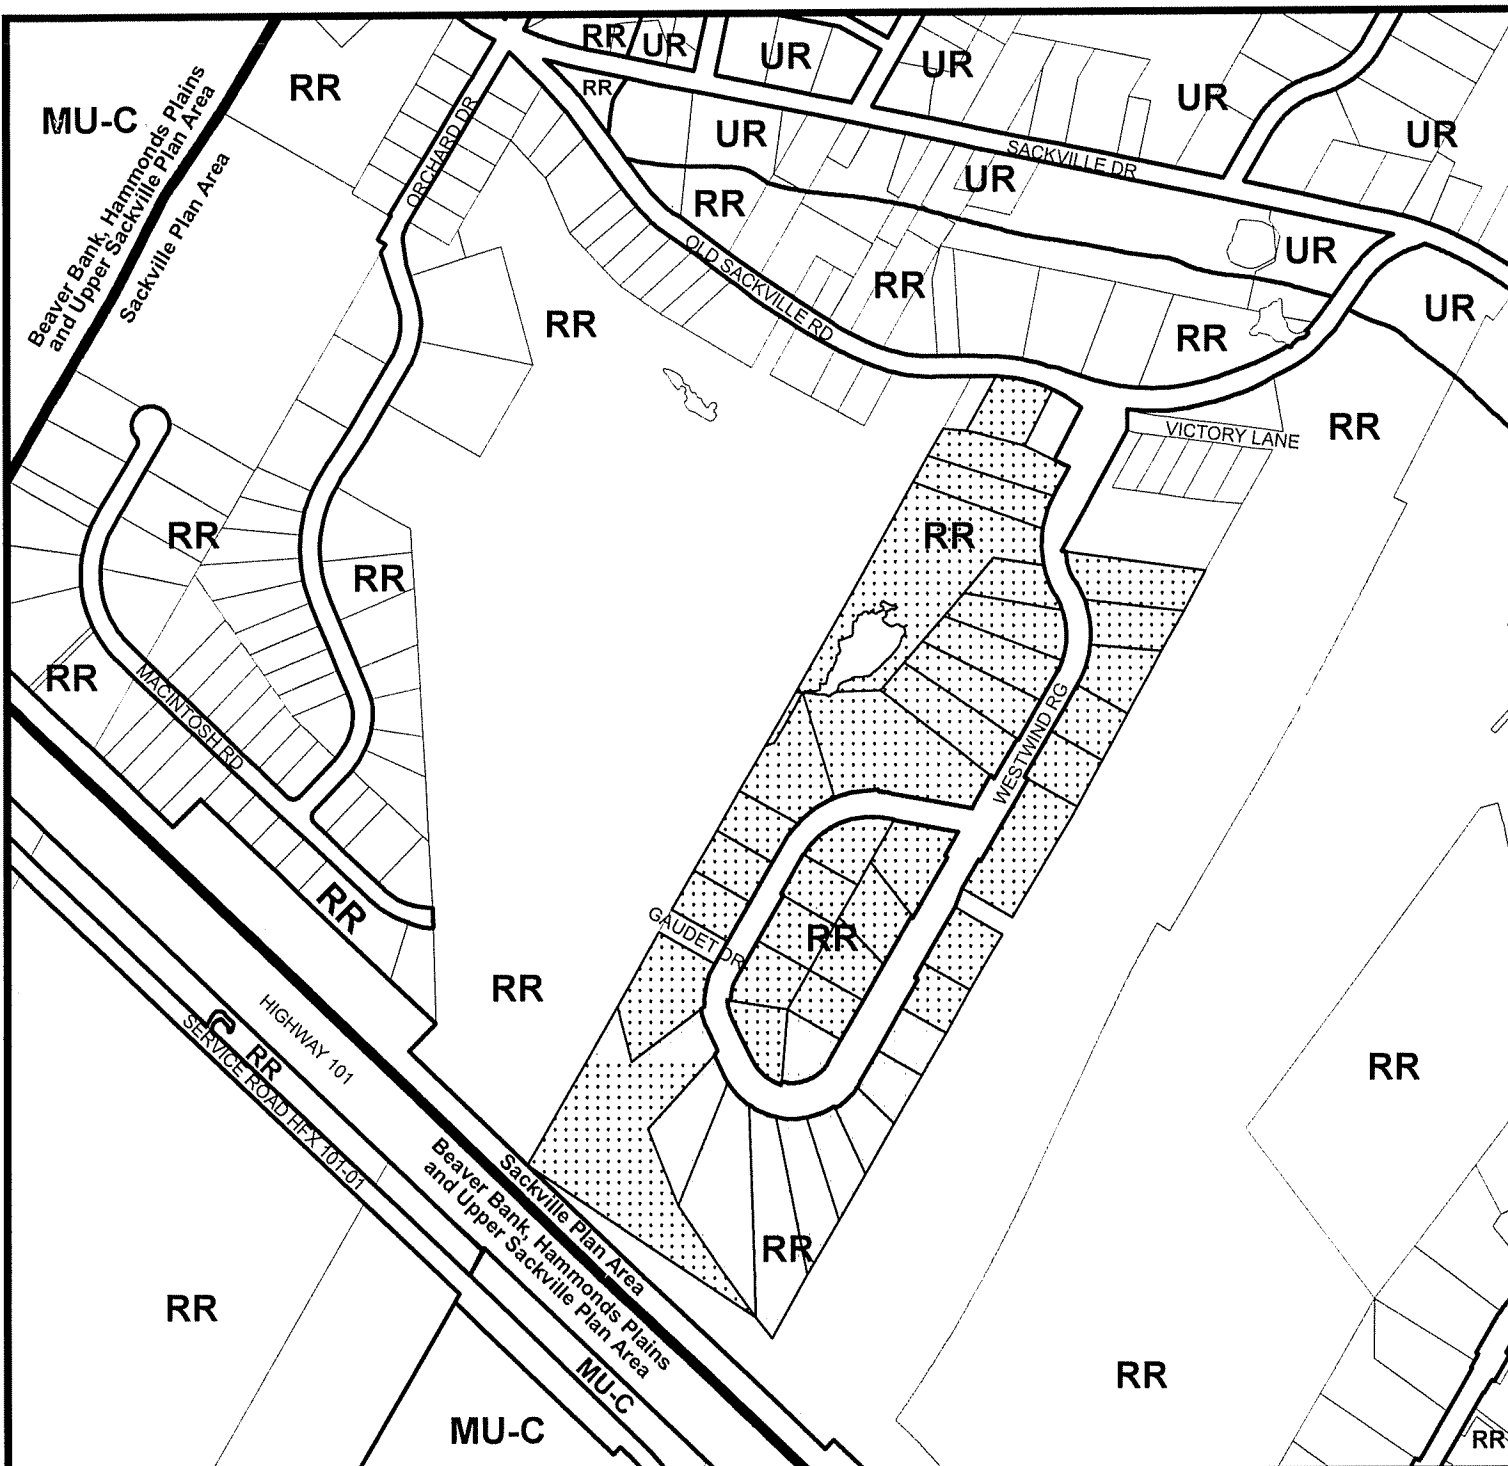 RR
UR
UR
UR
MU-C
RR
RR
UR
UR
UR
SACKVILLE DR
UR
ORCHARD DR
RR
Beaver Bank, Hammonds Plains
and Upper Sackville Plan Area
Sackville Plan Area
OLD SACKVILLE RD
UR
RR
UR
RR
RR
VICTORY LANE
RR
RR
RR
RR
RR
MACINTOSH RD
WESTWIND RG
RR
GAUDET DR
RR
RR
HIGHWAY 101
RR
SERVICE ROAD HFX 101-01
RR
Sackville Plan Area
Beaver Bank, Hammonds Plains
and Upper Sackville Plan Area
RR
RR
RR
MU-C
MU-C
RR